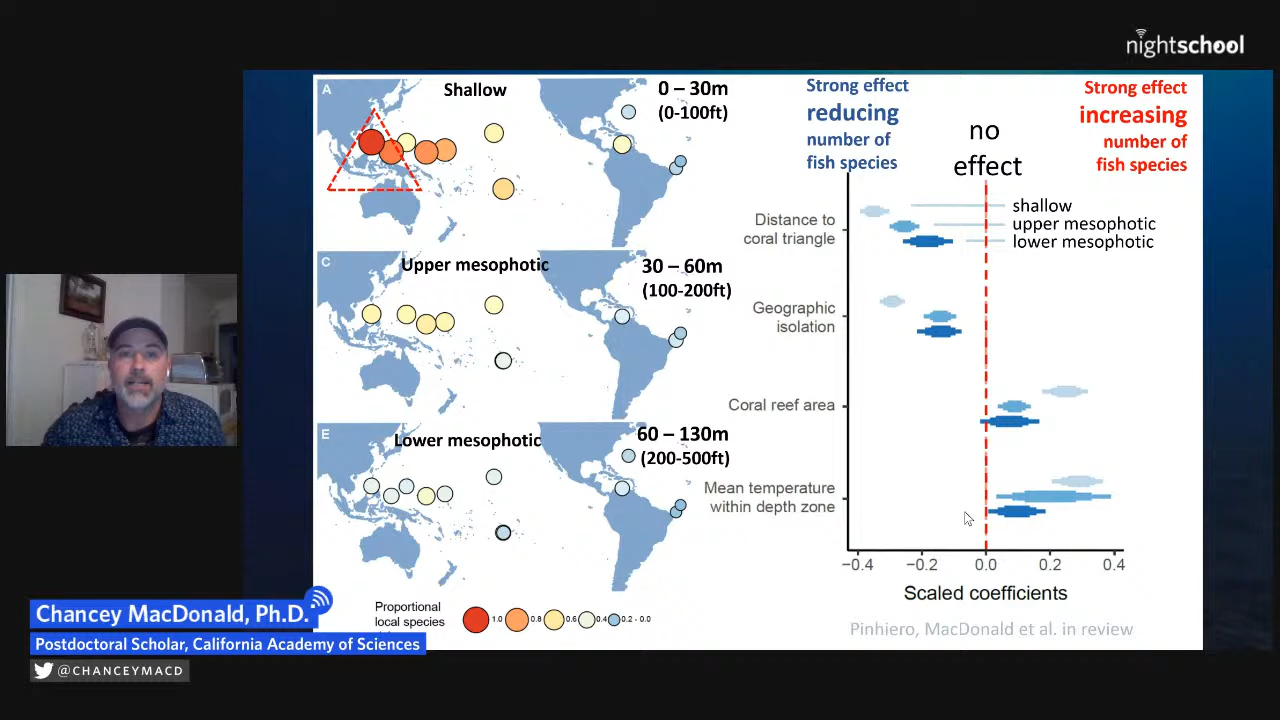 nightschool
A
Shallow
0 – 30m
(0-100ft)
C
Upper mesophotic
30 – 60m
(100-200ft)
E
Lower mesophotic
60 – 130m
(200-500ft)
Proportional
local species
1.0 0.8 0.6 0.4 0.2 - 0.0
Strong effect
reducing
number of
fish species
no
effect
Strong effect
increasing
number of
fish species
shallow
upper mesophotic
lower mesophotic
Distance to
coral triangle
Geographic
isolation
Coral reef area
Mean temperature
within depth zone
−0.4 −0.2 0.0 0.2 0.4
Scaled coefficients
Pinhiero, MacDonald et al. in review
Chancey MacDonald, Ph.D.
Postdoctoral Scholar, California Academy of Sciences
@CHANCEYMACD